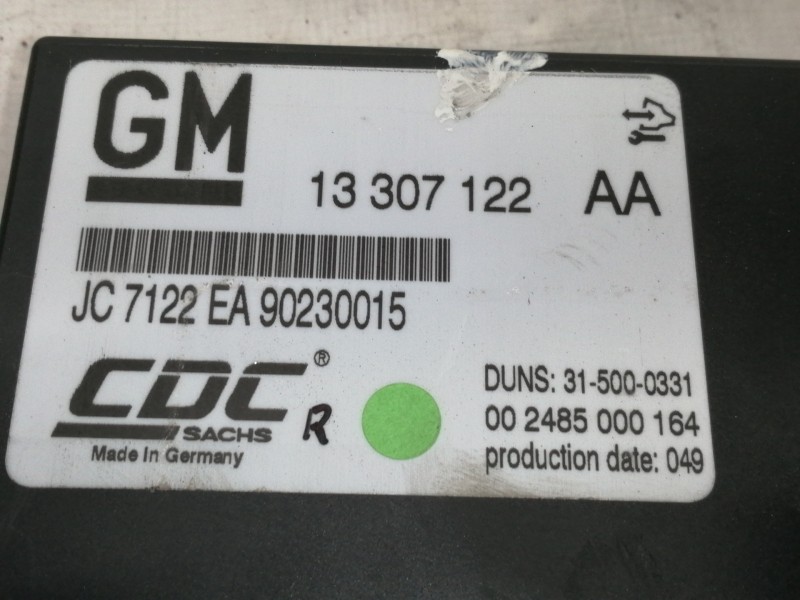 GM
13 307 122 AA
JC 7122 EA 90230015
CDC®
SACHS
R
Made In Germany
DUNS: 31-500-0331
00 2485 000 164
production date: 049